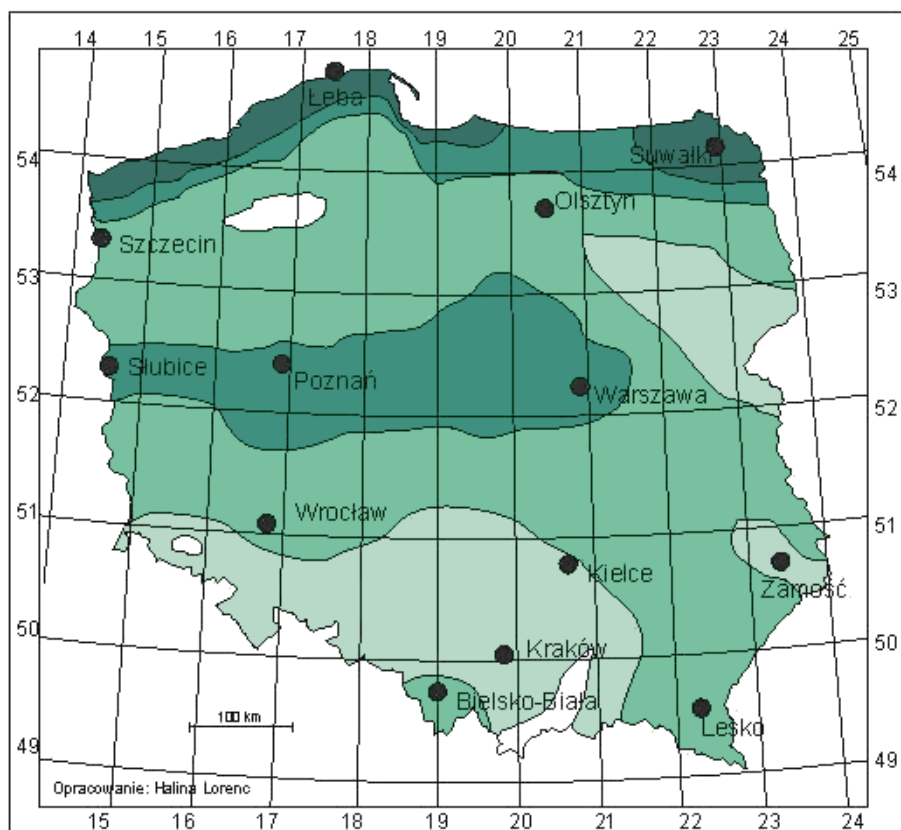 14 15 16 17 18 19 20 21 22 23 24 25
Łeba
54 Suwałki 54
Olsztyn
Szczecin
53 53
Słubice Poznań Warszawa
52 52
51 Wrocław 51
Kielce Zamość
50 Kraków 50
Bielsko-Biała
100 km Lesko
49 49
Opracowanie: Halina Lorenc
15 16 17 18 19 20 21 22 23 24